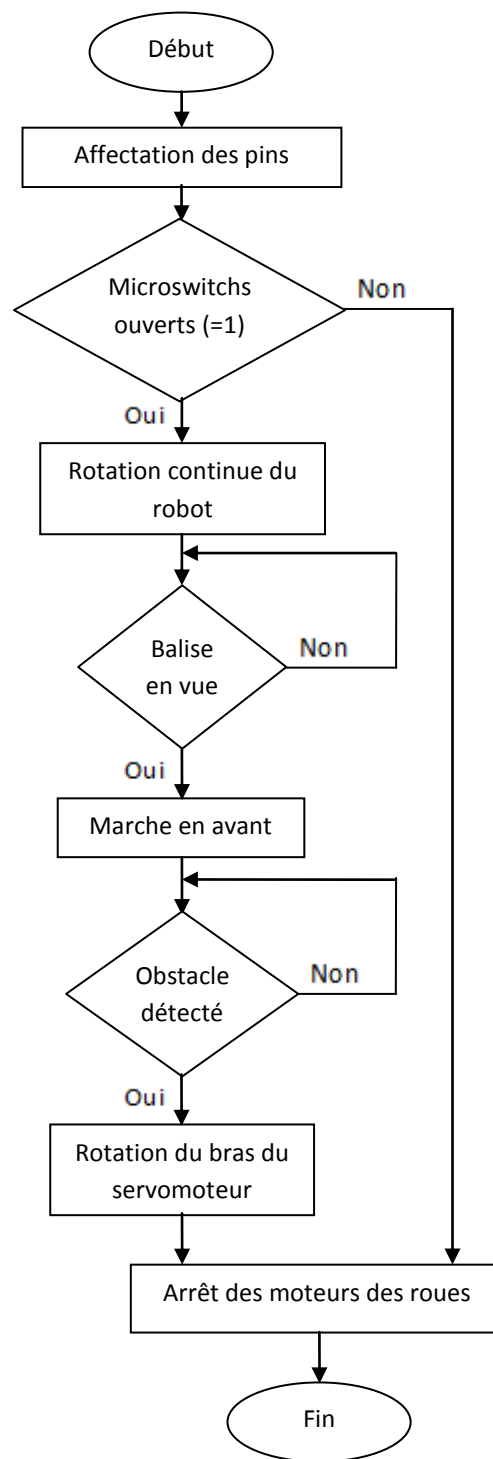 Début
Affectation des pins
Microswitchs
ouverts (=1)
Non
Oui
Rotation continue du
robot
Balise
en vue
Non
Oui
Marche en avant
Obstacle
détecté
Non
Oui
Rotation du bras du
servomoteur
Arrêt des moteurs des roues
Fin